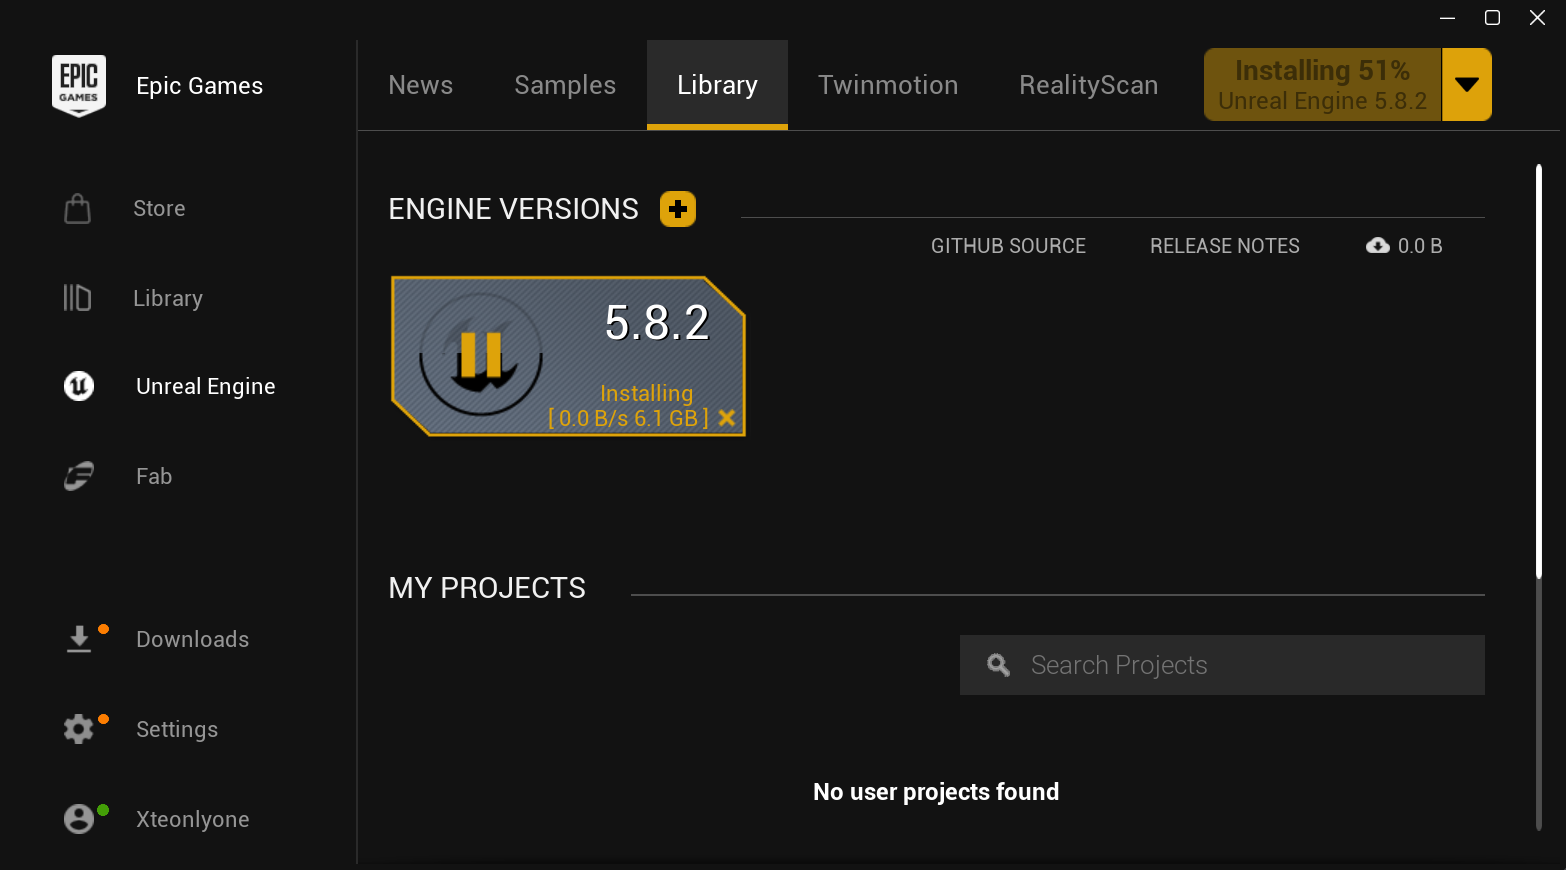 EPIC
GAMES
Epic Games
News
Samples
Library
Twinmotion
RealityScan
Installing 51%
Unreal Engine 5.8.2
Store
Library
Unreal Engine
Fab
Downloads
Settings
Xteonlyone
ENGINE VERSIONS
GITHUB SOURCE
RELEASE NOTES
0.0 B
5.8.2
Installing
[ 0.0 B/s 6.1 GB ]
MY PROJECTS
Search Projects
No user projects found